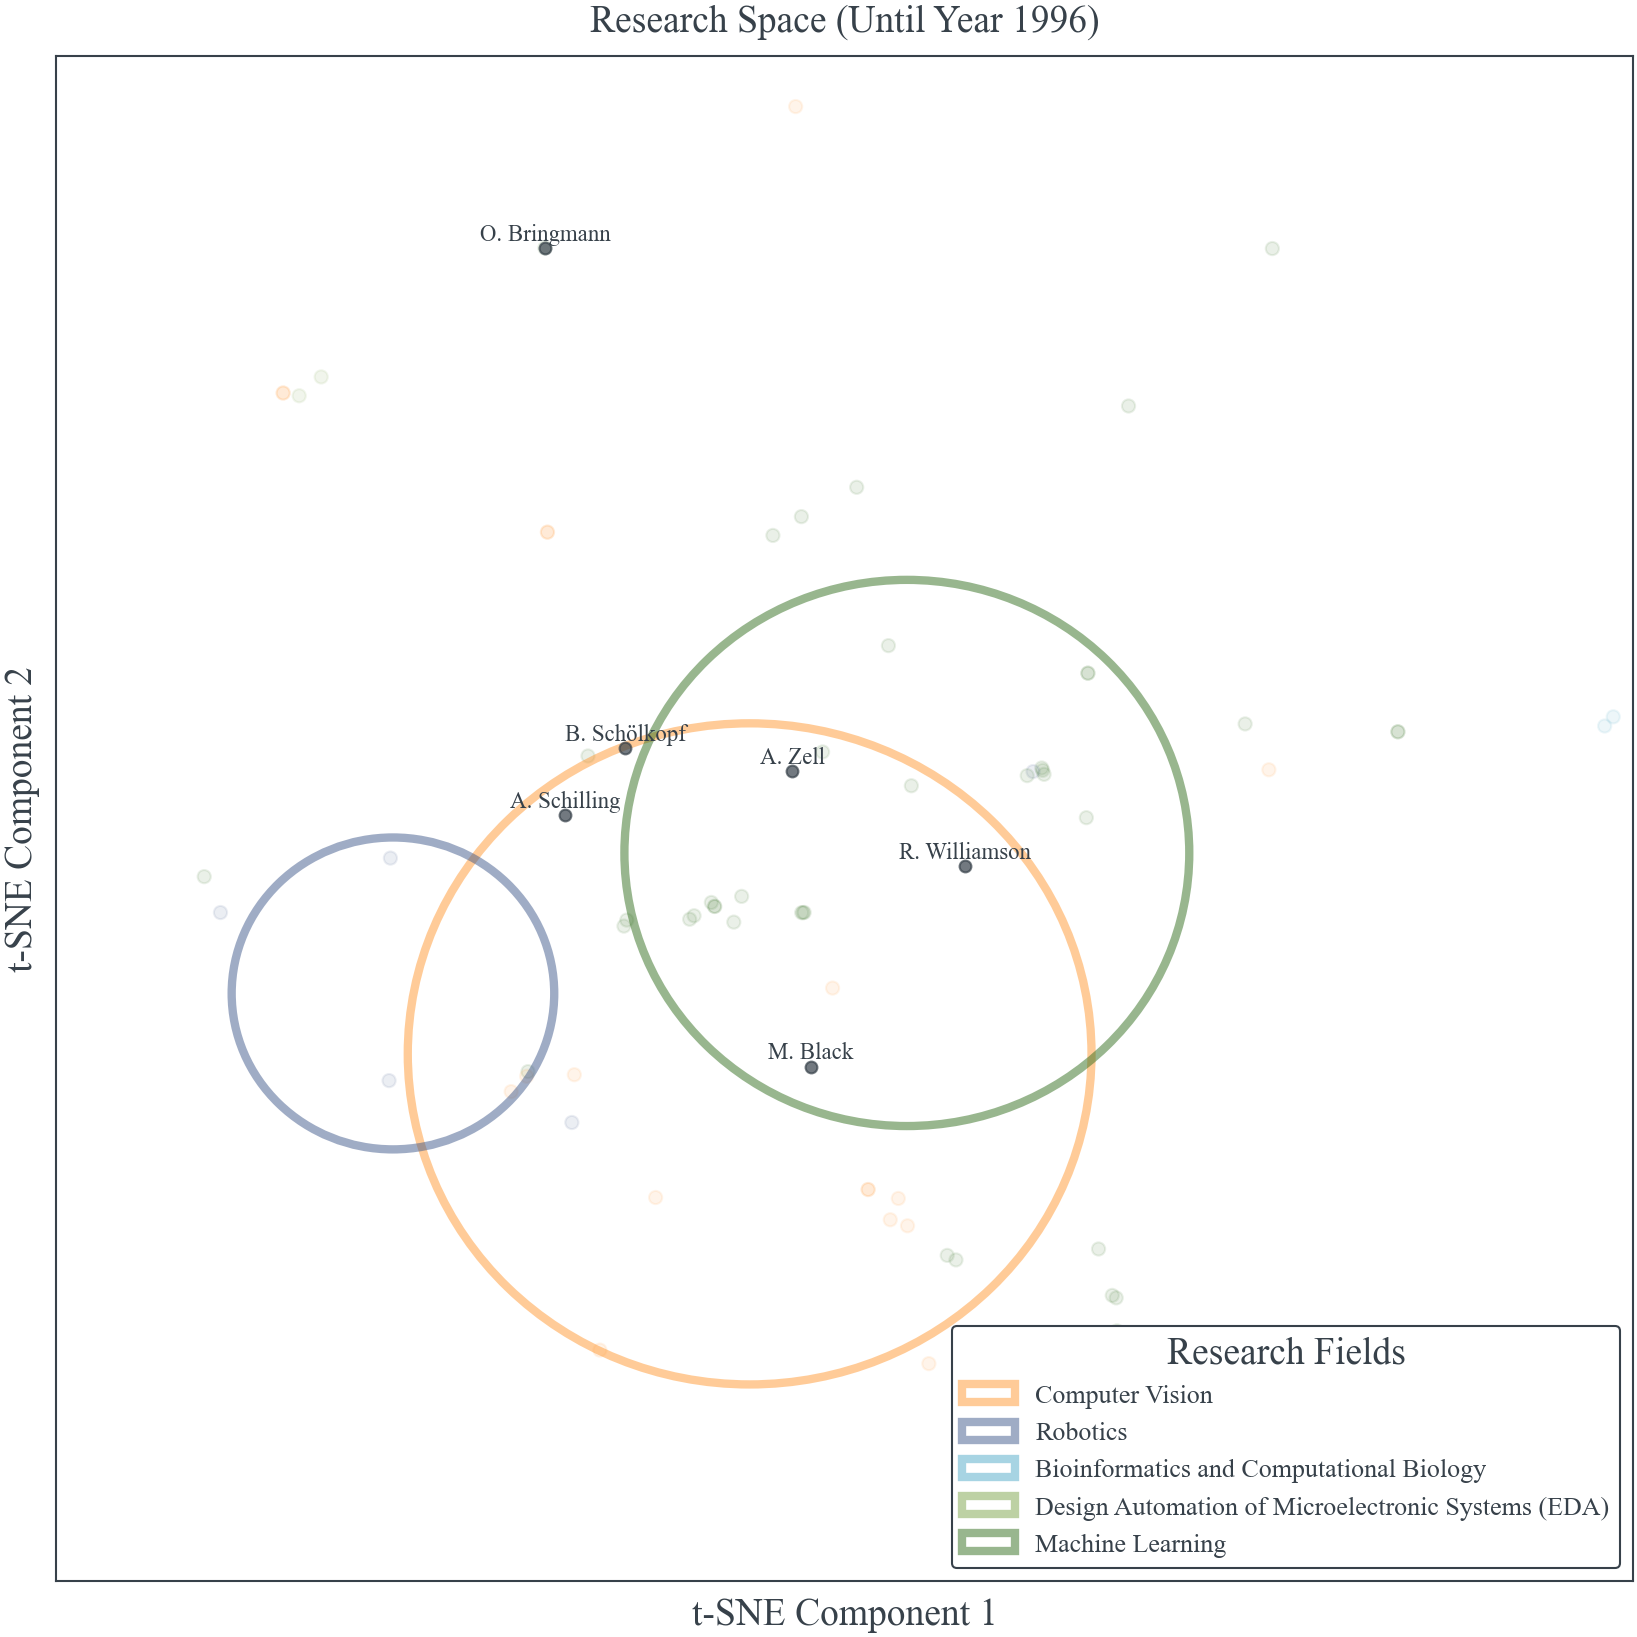 Research Space (Until Year 1996)
O. Bringmann
B. Schölkopf
A. Zell
A. Schilling
R. Williamson
M. Black
t-SNE Component 2
Research Fields
Computer Vision
Robotics
Bioinformatics and Computational Biology
Design Automation of Microelectronic Systems (EDA)
Machine Learning
t-SNE Component 1